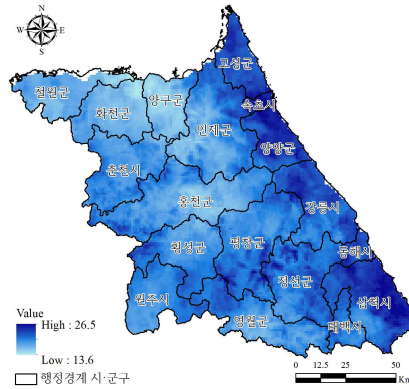 N
W E
S
고성군
철원군
양구군
속초시
화천군
인제군
양양군
춘천시
홍천군
강릉시
횡성군
평창군
동해시
정선군
삼척시
원주시
태백시
영월군
Value
High : 26.5
Low : 13.6
행정경계 시·군구
0 12.5 25 50
Km